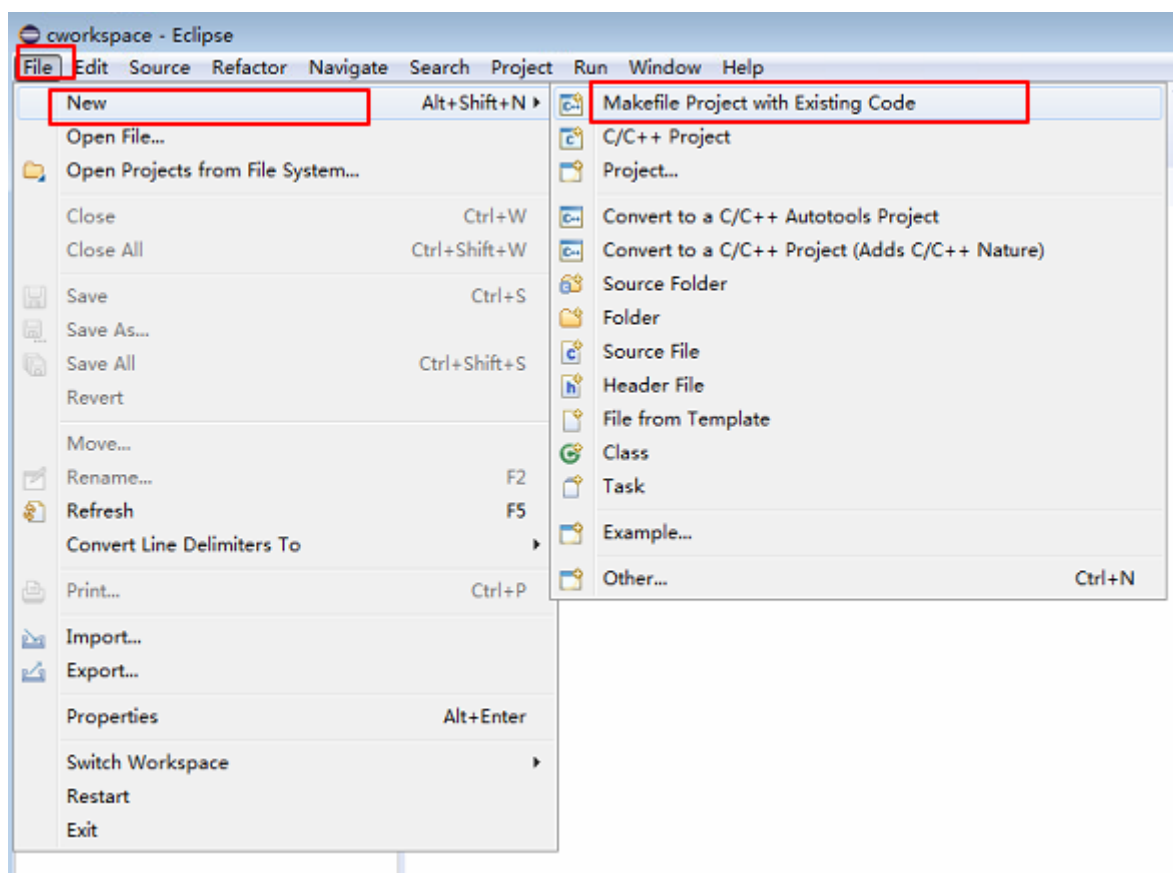 cworkspace - Eclipse
File Edit Source Refactor Navigate Search Project Run Window Help
New Alt+Shift+N
Open File...
Open Projects from File System...
Close Ctrl+W
Close All Ctrl+Shift+W
Save Ctrl+S
Save As...
Save All Ctrl+Shift+S
Revert
Move...
Rename... F2
Refresh F5
Convert Line Delimiters To
Print... Ctrl+P
Import...
Export...
Properties Alt+Enter
Switch Workspace
Restart
Exit
Makefile Project with Existing Code
C/C++ Project
Project...
Convert to a C/C++ Autotools Project
Convert to a C/C++ Project (Adds C/C++ Nature)
Source Folder
Folder
Source File
Header File
File from Template
Class
Task
Example...
Other... Ctrl+N